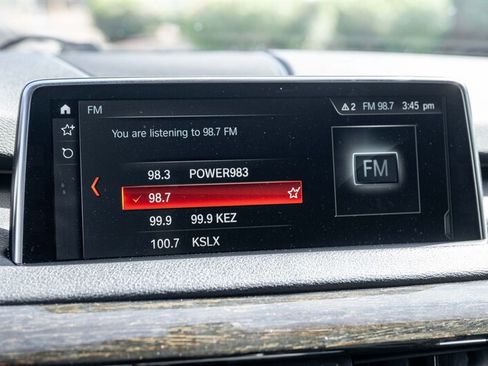 FM
2 FM 98.7 3:45 pm
You are listening to 98.7 FM
98.3 POWER983
98.7
99.9 99.9 KEZ
100.7 KSLX
FM